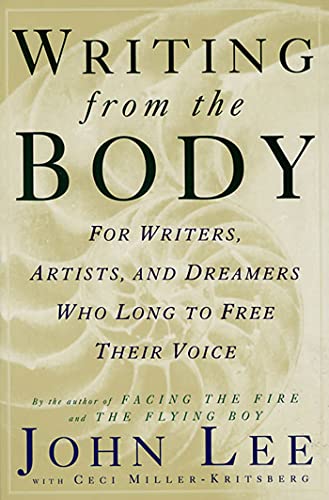 WRITING
from the
BODY
FOR WRITERS,
ARTISTS, AND DREAMERS
WHO LONG TO FREE
THEIR VOICE
By the author of FACING THE FIRE
and THE FLYING BOY
JOHN LEE
WITH CECI MILLER-KRITSBERG